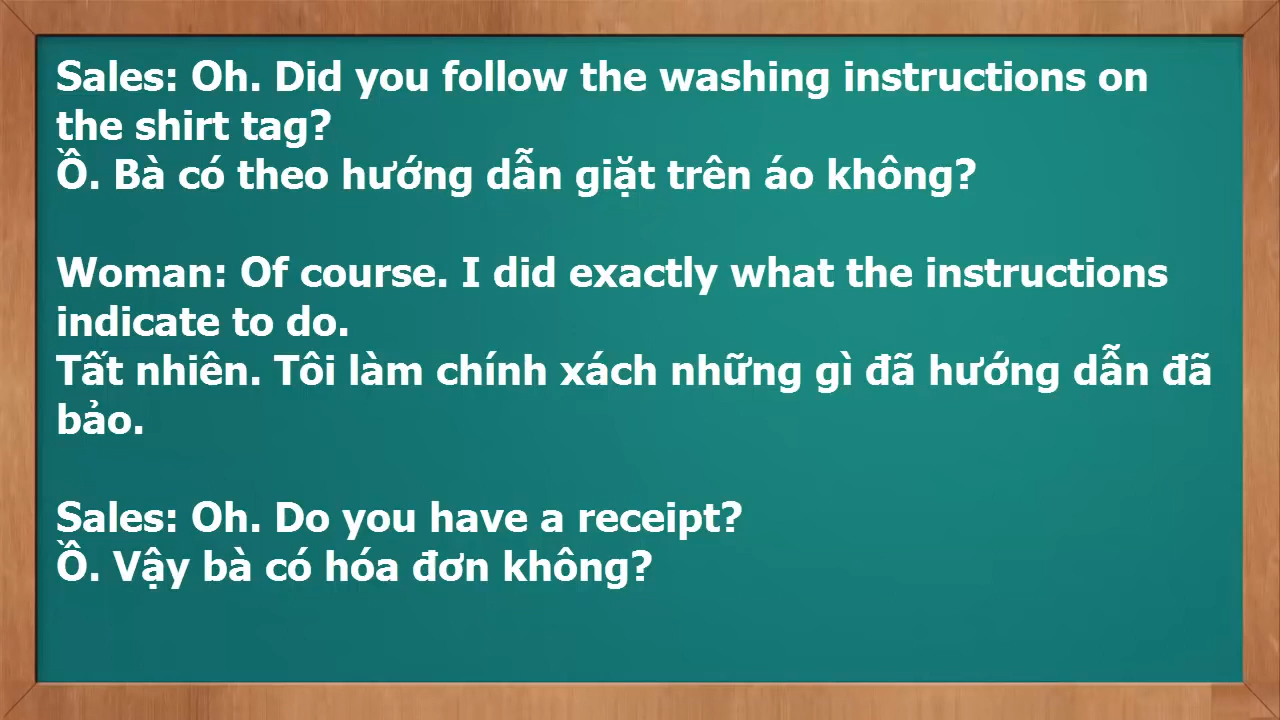 Sales: Oh. Did you follow the washing instructions on
the shirt tag?
Ồ. Bà có theo hướng dẫn giặt trên áo không?
Woman: Of course. I did exactly what the instructions
indicate to do.
Tất nhiên. Tôi làm chính xách những gì đã hướng dẫn đã
bảo.
Sales: Oh. Do you have a receipt?
Ồ. Vậy bà có hóa đơn không?